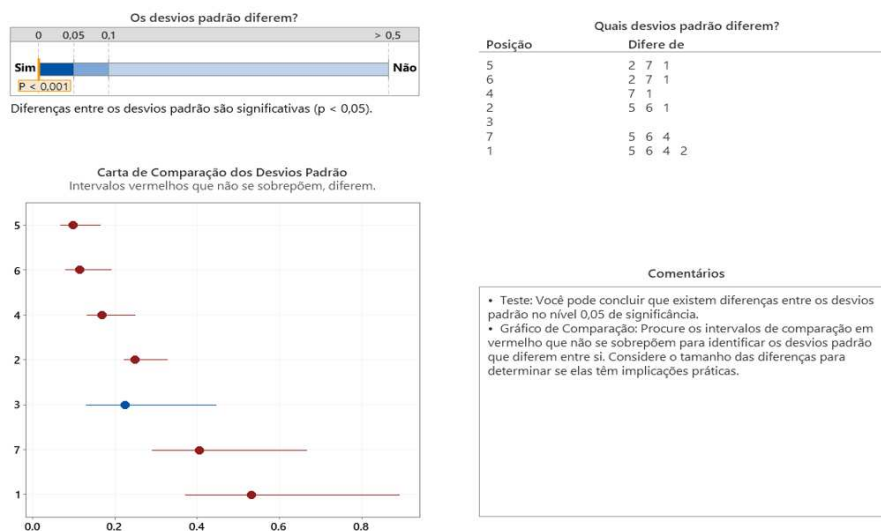 Os desvios padrão diferem?
0 0,05 0,1 > 0,5
Sim Não
P < 0,001
Diferenças entre os desvios padrão são significativas (p < 0,05).
Quais desvios padrão diferem?
Posição Difere de
5 2 7 1
6 2 7 1
4 7 1
2 5 6 1
3
7 5 6 4
1 5 6 4 2
Carta de Comparação dos Desvios Padrão
Intervalos vermelhos que não se sobrepõem, diferem.
5
6
4
2
3
7
1
0.0 0.2 0.4 0.6 0.8
Comentários
• Teste: Você pode concluir que existem diferenças entre os desvios
padrão no nível 0,05 de significância.
• Gráfico de Comparação: Procure os intervalos de comparação em
vermelho que não se sobrepõem para identificar os desvios padrão
que diferem entre si. Considere o tamanho das diferenças para
determinar se elas têm implicações práticas.